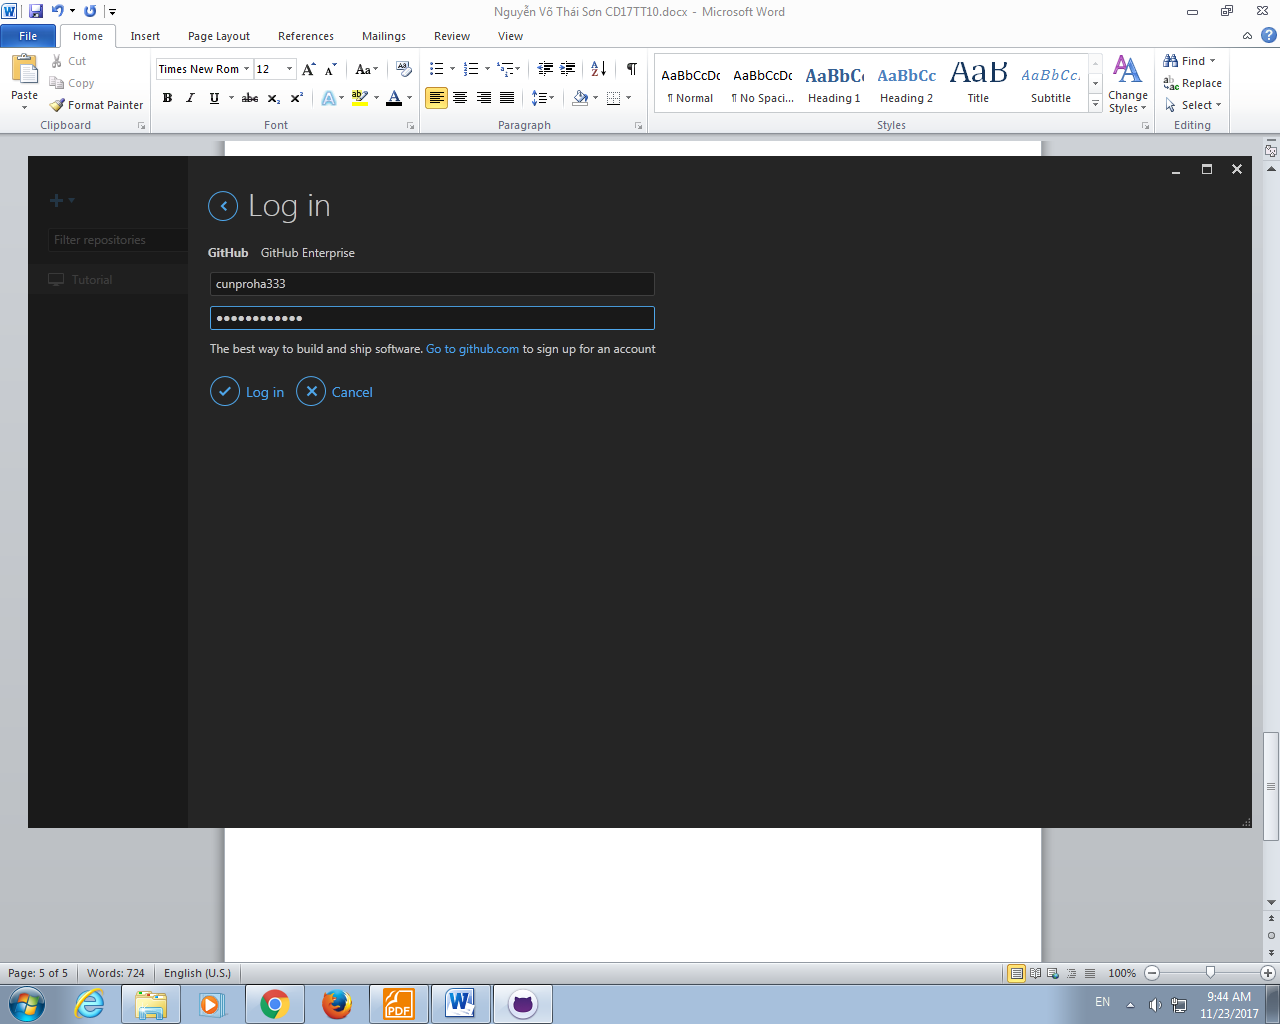 Nguyễn Võ Thái Sơn CD17TT10.docx - Microsoft Word
File Home Insert Page Layout References Mailings Review View
Paste
Cut
Copy
Format Painter
Clipboard
Times New Rom 12
Font
Paragraph
AaBbCcDc AaBbCcDc AaBbCc AaBbCc AaB AaBbCc
¶ Normal ¶ No Spaci... Heading 1 Heading 2 Title Subtitle
Change Styles
Styles
Find
Replace
Select
Editing
Filter repositories
Tutorial
Log in
GitHub GitHub Enterprise
cunproha333
••••••••••••
The best way to build and ship software. Go to github.com to sign up for an account
Log in Cancel
Page: 5 of 5 Words: 724 English (U.S.) 100%
PDF
EN
9:44 AM
11/23/2017